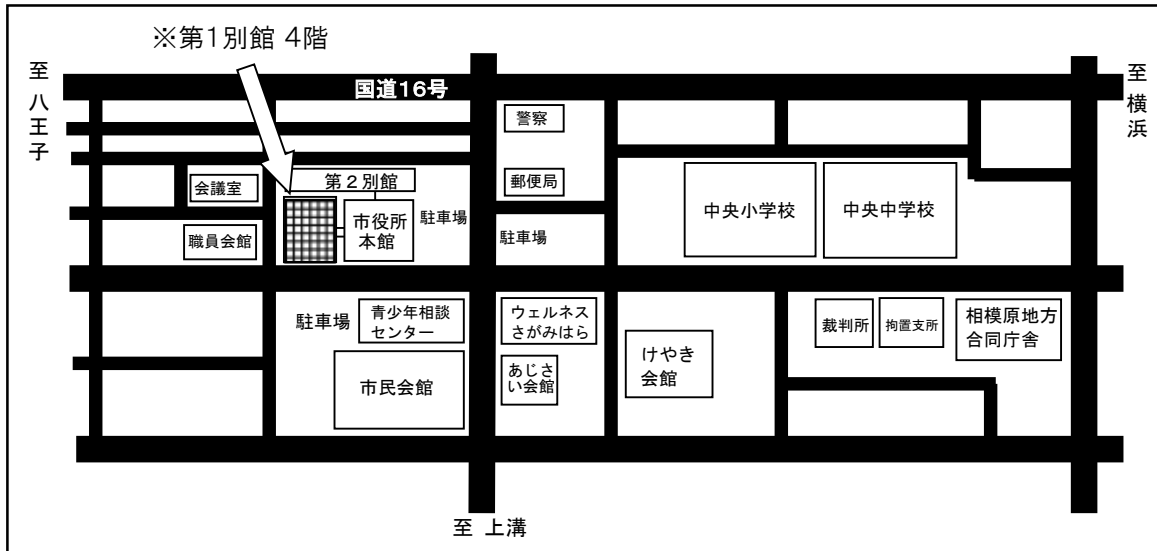 ※第1別館 4階
至 八王子
国道16号
至 横浜
警察
会議室
第2別館
郵便局
中央小学校
中央中学校
市役所
本館
駐車場
駐車場
職員会館
駐車場
青少年相談
センター
ウェルネス
さがみはら
裁判所
拘置支所
相模原地方
合同庁舎
けやき
会館
市民会館
あじさ
い会館
至 上溝